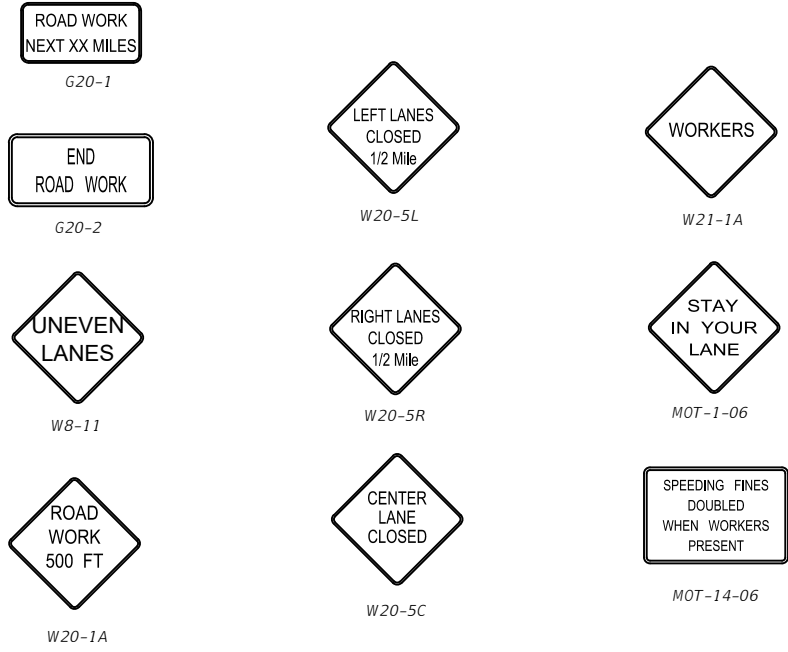 ROAD WORK
NEXT XX MILES
G20-1
END
ROAD WORK
G20-2
UNEVEN
LANES
W8-11
ROAD
WORK
500 FT
W20-1A
LEFT LANES
CLOSED
1/2 Mile
W20-5L
RIGHT LANES
CLOSED
1/2 Mile
W20-5R
CENTER
LANE
CLOSED
W20-5C
WORKERS
W21-1A
STAY
IN YOUR
LANE
MOT-1-06
SPEEDING FINES
DOUBLED
WHEN WORKERS
PRESENT
MOT-14-06